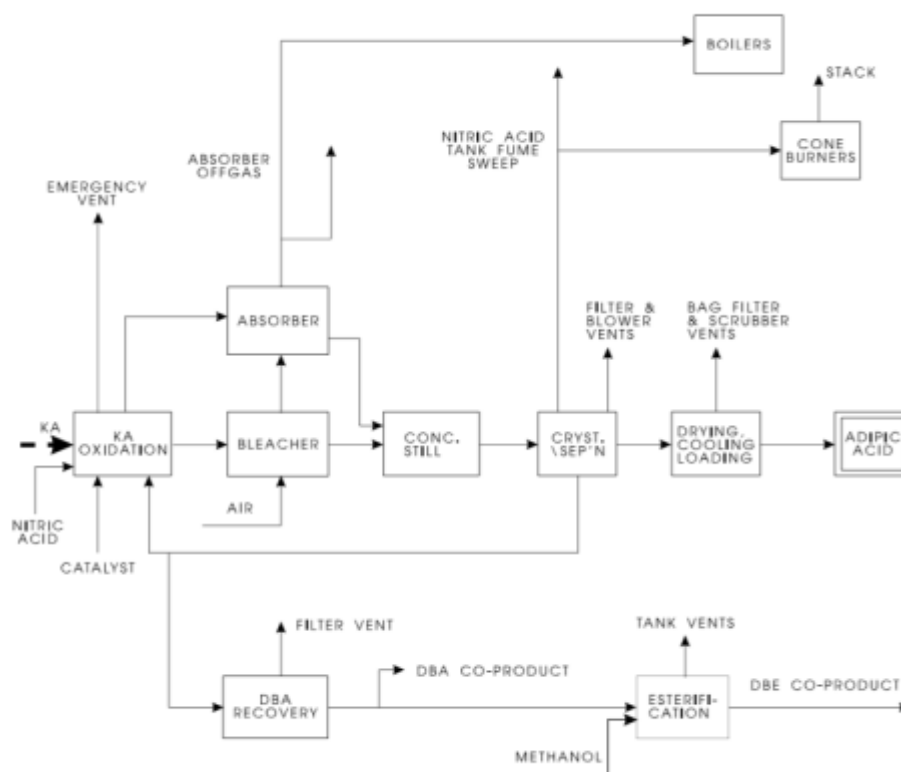 BOILERS
STACK
NITRIC ACID
TANK FUME
SWEEP
CONE
BURNERS
ABSORBER
OFFGAS
EMERGENCY
VENT
ABSORBER
FILTER &
BLOWER
VENTS
BAG FILTER
& SCRUBBER
VENTS
KA
KA
OXIDATION
BLEACHER
CONC.
STILL
CRYST.
\SEP'N
DRYING,
COOLING
LOADING
ADIPIC
ACID
AIR
NITRIC
ACID
CATALYST
FILTER VENT
TANK VENTS
DBA CO-PRODUCT
DBE CO-PRODUCT
DBA
RECOVERY
ESTERIFI-
CATION
METHANOL